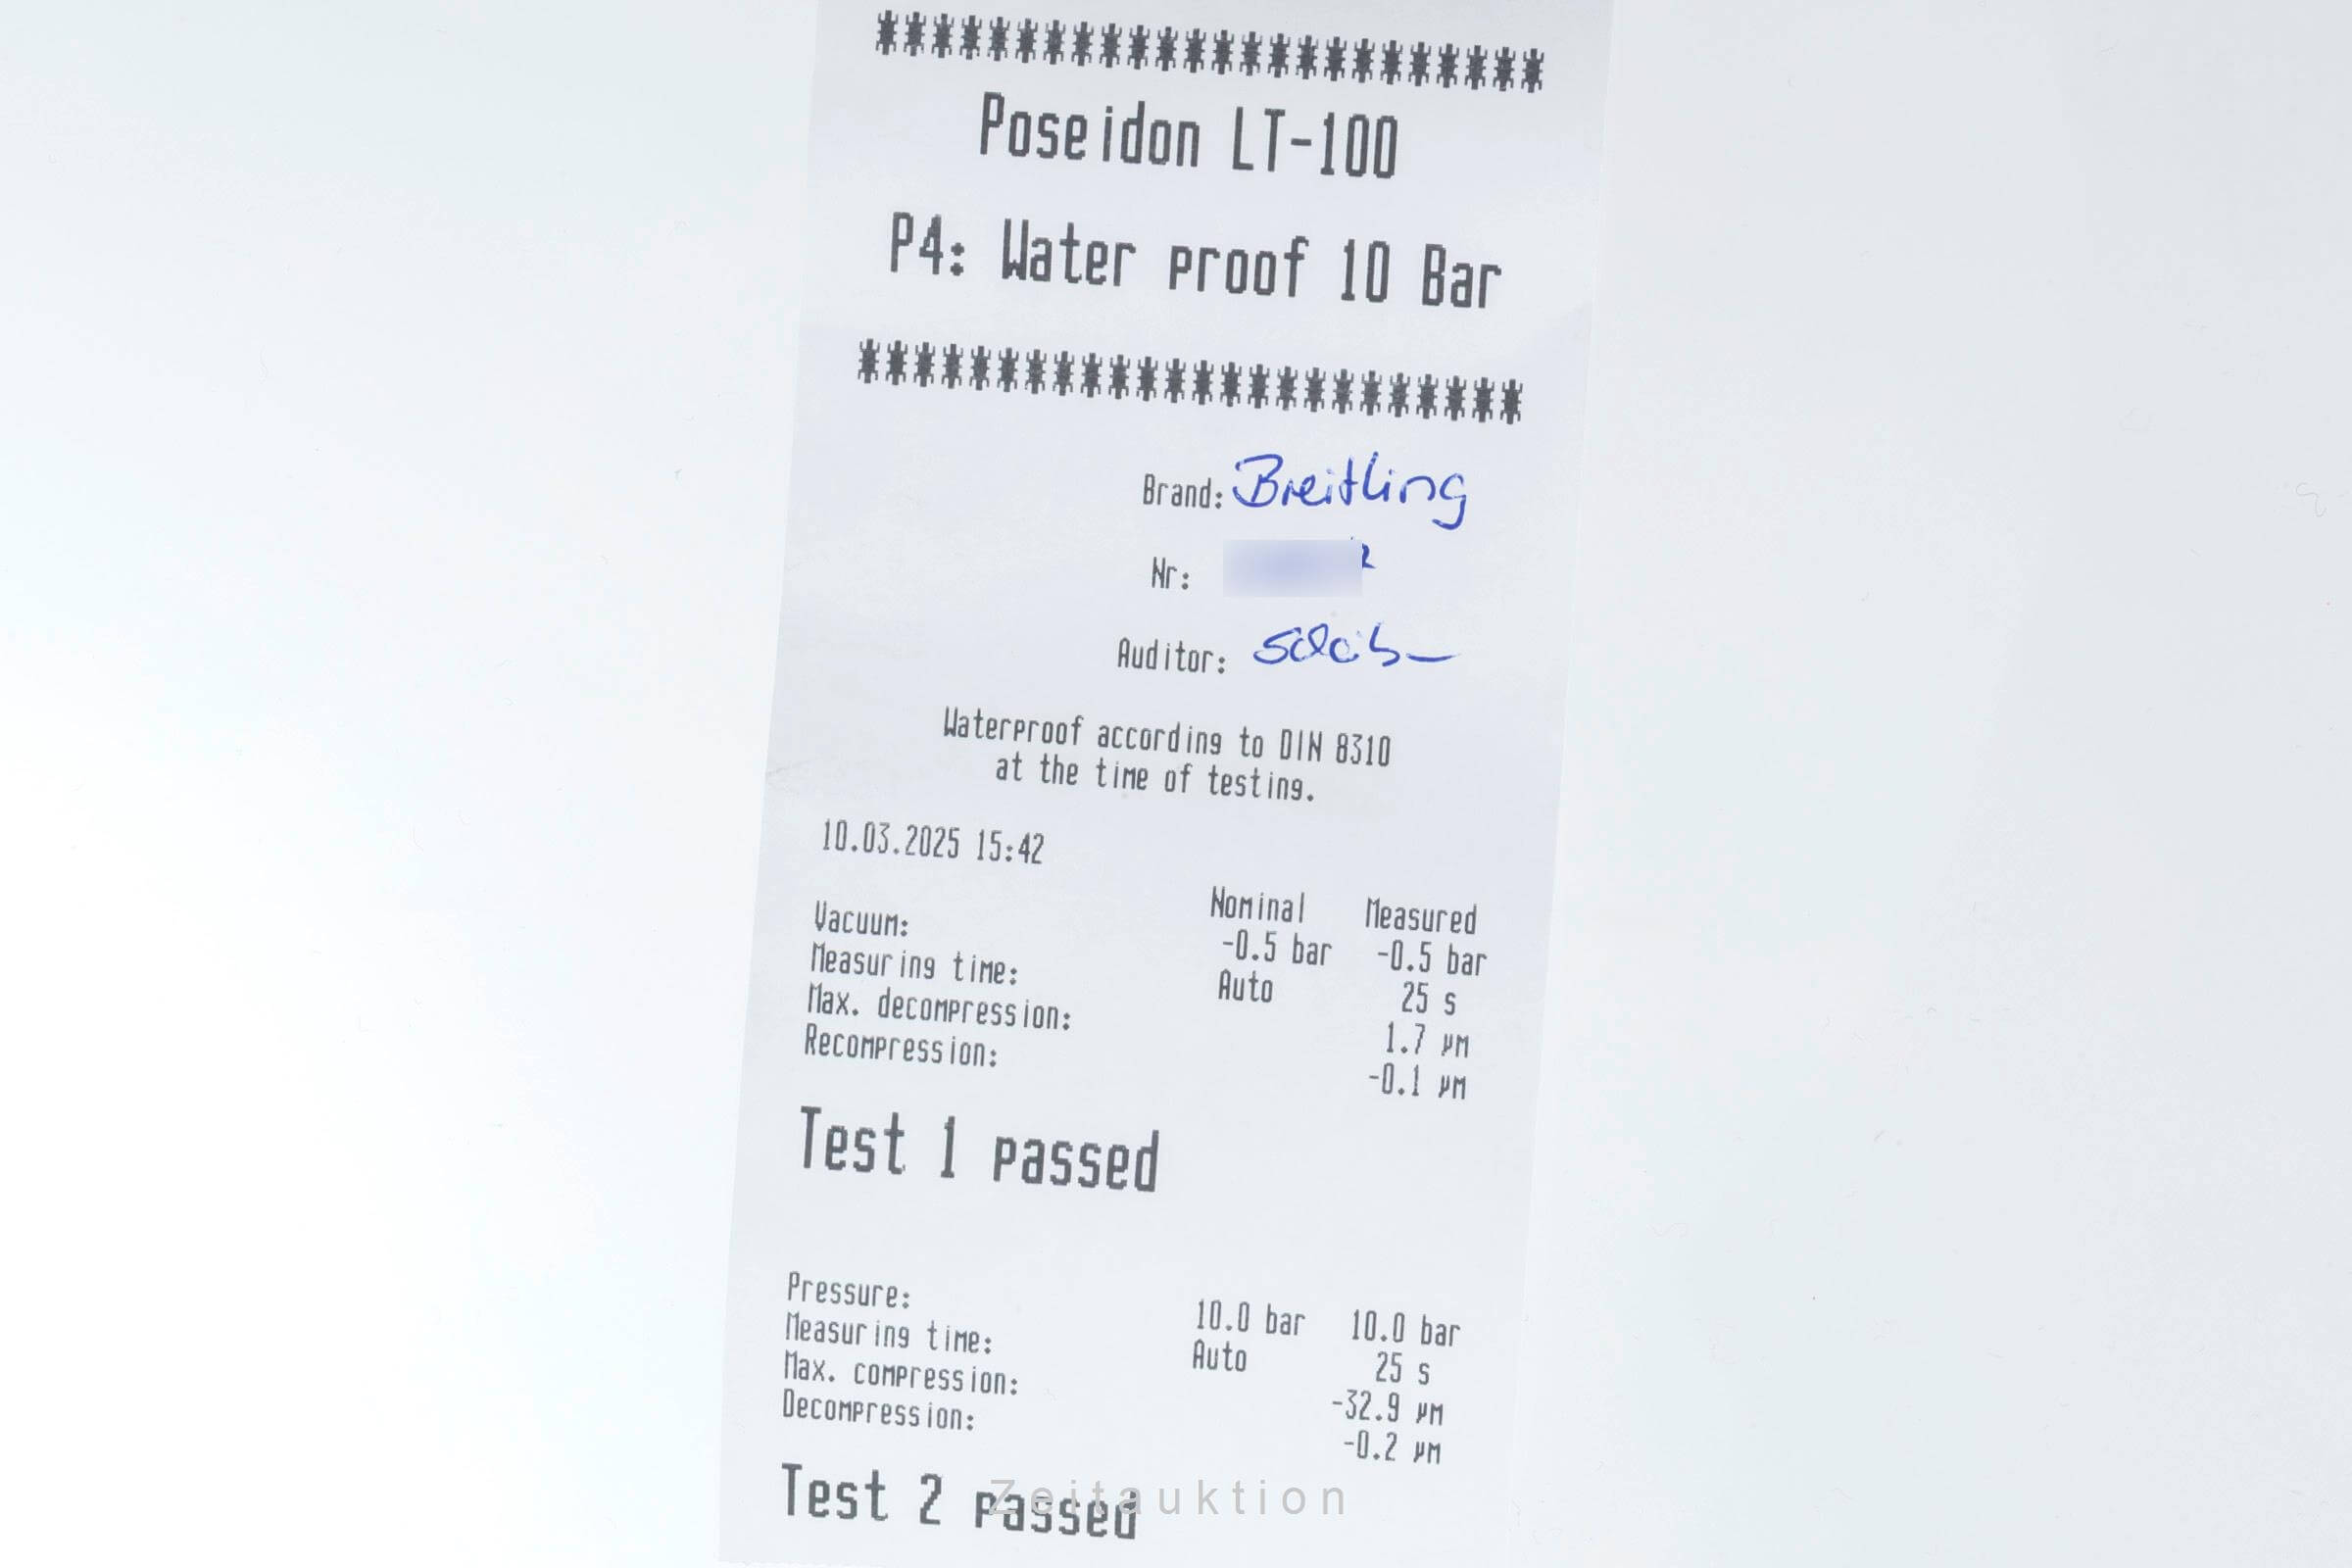 ************************
Poseidon LT-100
P4: Water proof 10 Bar
************************
Brand: Breitling
Nr:
Auditor:
Waterproof according to DIN 8310
at the time of testing.
10.03.2025 15:42
Nominal Measured
Vacuum: -0.5 bar -0.5 bar
Measuring time: Auto 25 s
Max. decompression: 1.7 µm
Recompression: -0.1 µm
Test 1 passed
Pressure: 10.0 bar 10.0 bar
Measuring time: Auto 25 s
Max. compression: -32.9 µm
Decompression: -0.2 µm
Test 2 passed
Zeitauktion